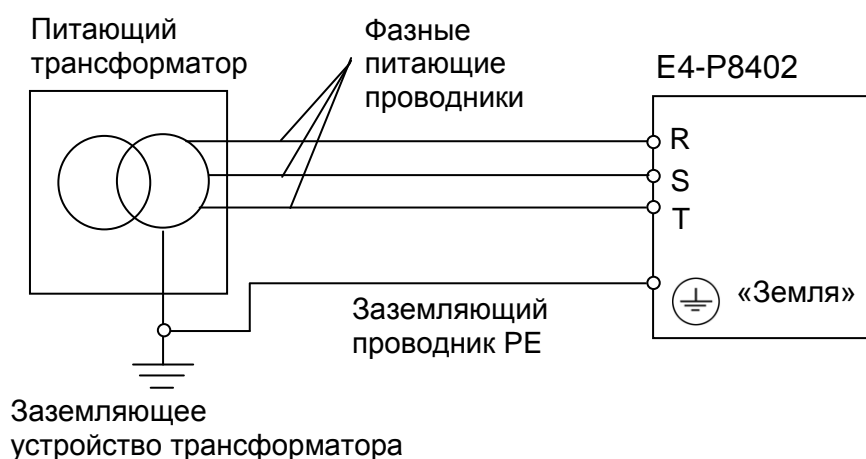 Питающий
трансформатор
Фазные
питающие
проводники
E4-P8402
R
S
T
«Земля»
Заземляющий
проводник PE
Заземляющее
устройство трансформатора